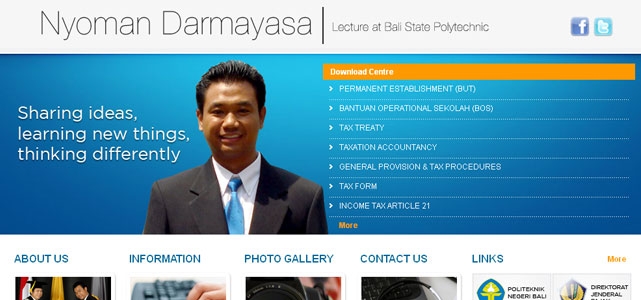 Nyoman Darmayasa
Lecture at Bali State Polytechnic
Download Centre
PERMANENT ESTABLISHMENT (BUT)
BANTUAN OPERATIONAL SEKOLAH (BOS)
TAX TREATY
TAXATION ACCOUNTANCY
GENERAL PROVISION & TAX PROCEDURES
TAX FORM
INCOME TAX ARTICLE 21
More
Sharing ideas,
learning new things,
thinking differently
ABOUT US
INFORMATION
PHOTO GALLERY
CONTACT US
LINKS
More
POLITEKNIK
NEGERI BALI
DIREKTORAT
JENDERAL